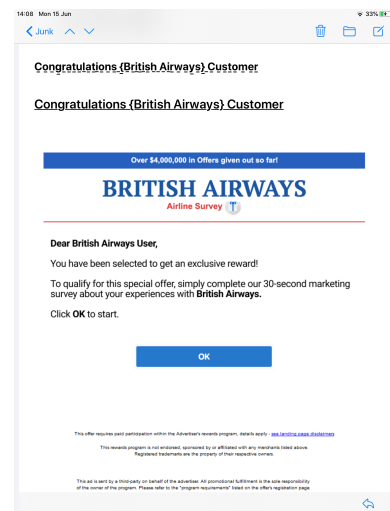 14:08 Mon 15 Jun
33%
Junk
Congratulations {British Airways} Customer
Congratulations {British Airways} Customer
Over $4,000,000 in Offers given out so far!
BRITISH AIRWAYS
Airline Survey
Dear British Airways User,
You have been selected to get an exclusive reward!
To qualify for this special offer, simply complete our 30-second marketing
survey about your experiences with British Airways.
Click OK to start.
OK
This offer requires paid participation within the Advertiser's rewards program, details apply - see landing page disclaimers
This rewards program is not endorsed, sponsored by or affiliated with any merchants listed above.
Registered trademarks are the property of their respective owners.
This ad is sent by a third-party on behalf of the advertiser. All promotional fulfillment is the sole responsibility
of the owner of the program. Please refer to the "program requirements" listed on the offer's registration page